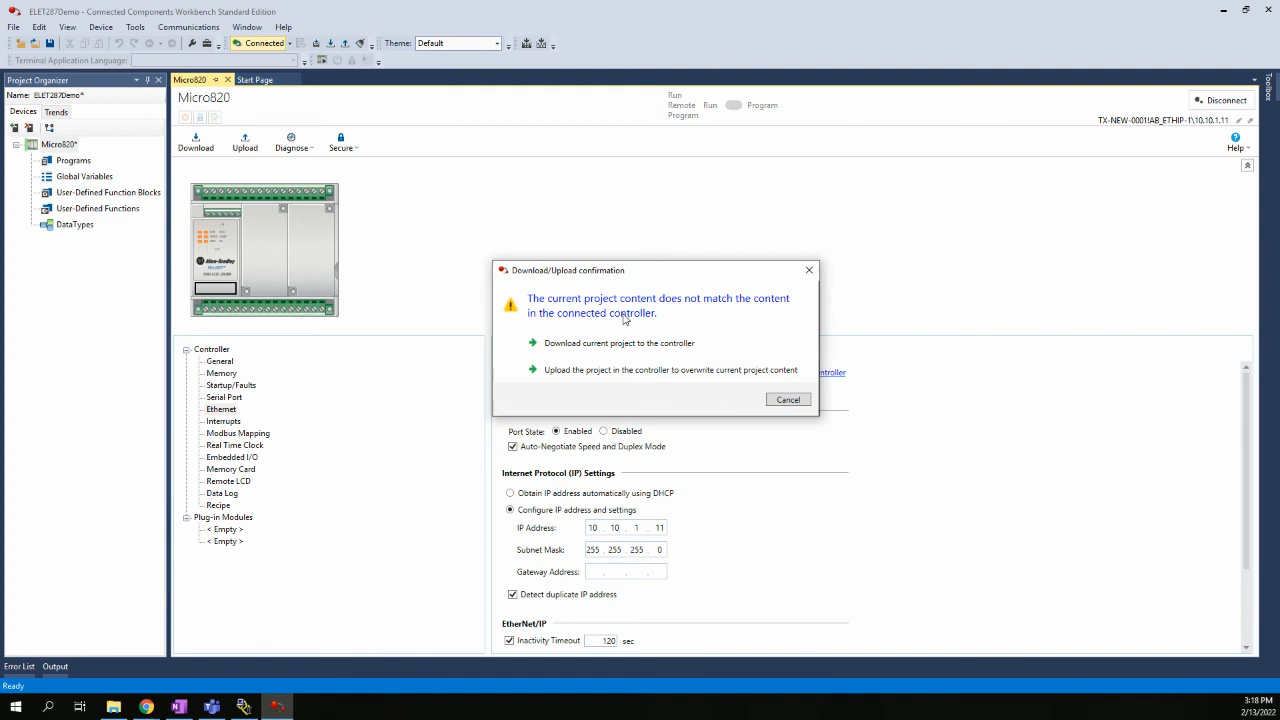 ELET287Demo - Connected Components Workbench Standard Edition
File Edit View Device Tools Communications Window Help
Connected Theme: Default
Terminal Application Language:
Project Organizer
Name: ELET287Demo*
Devices Trends
Micro820*
Programs
Global Variables
User-Defined Function Blocks
User-Defined Functions
DataTypes
Micro820 Start Page
Toolbox
Micro820
Run
Remote Run Program
Program
Disconnect
TX-NEW-0001!AB_ETHIP-1\10.10.1.11
Download Upload Diagnose Secure Help
Allen-Bradley
Download/Upload confirmation
The current project content does not match the content
in the connected controller.
Download current project to the controller
Upload the project in the controller to overwrite current project content
Cancel
Controller
General
Memory
Startup/Faults
Serial Port
Ethernet
Interrupts
Modbus Mapping
Real Time Clock
Embedded I/O
Memory Card
Remote LCD
Data Log
Recipe
Plug-in Modules
< Empty >
< Empty >
ontroller
Port State: Enabled Disabled
Auto-Negotiate Speed and Duplex Mode
Internet Protocol (IP) Settings
Obtain IP address automatically using DHCP
Configure IP address and settings
IP Address: 10 . 10 . 1 . 11
Subnet Mask: 255 . 255 . 255 . 0
Gateway Address: . . .
Detect duplicate IP address
EtherNet/IP
Inactivity Timeout 120 sec
Error List Output
Ready
3:18 PM
2/13/2022